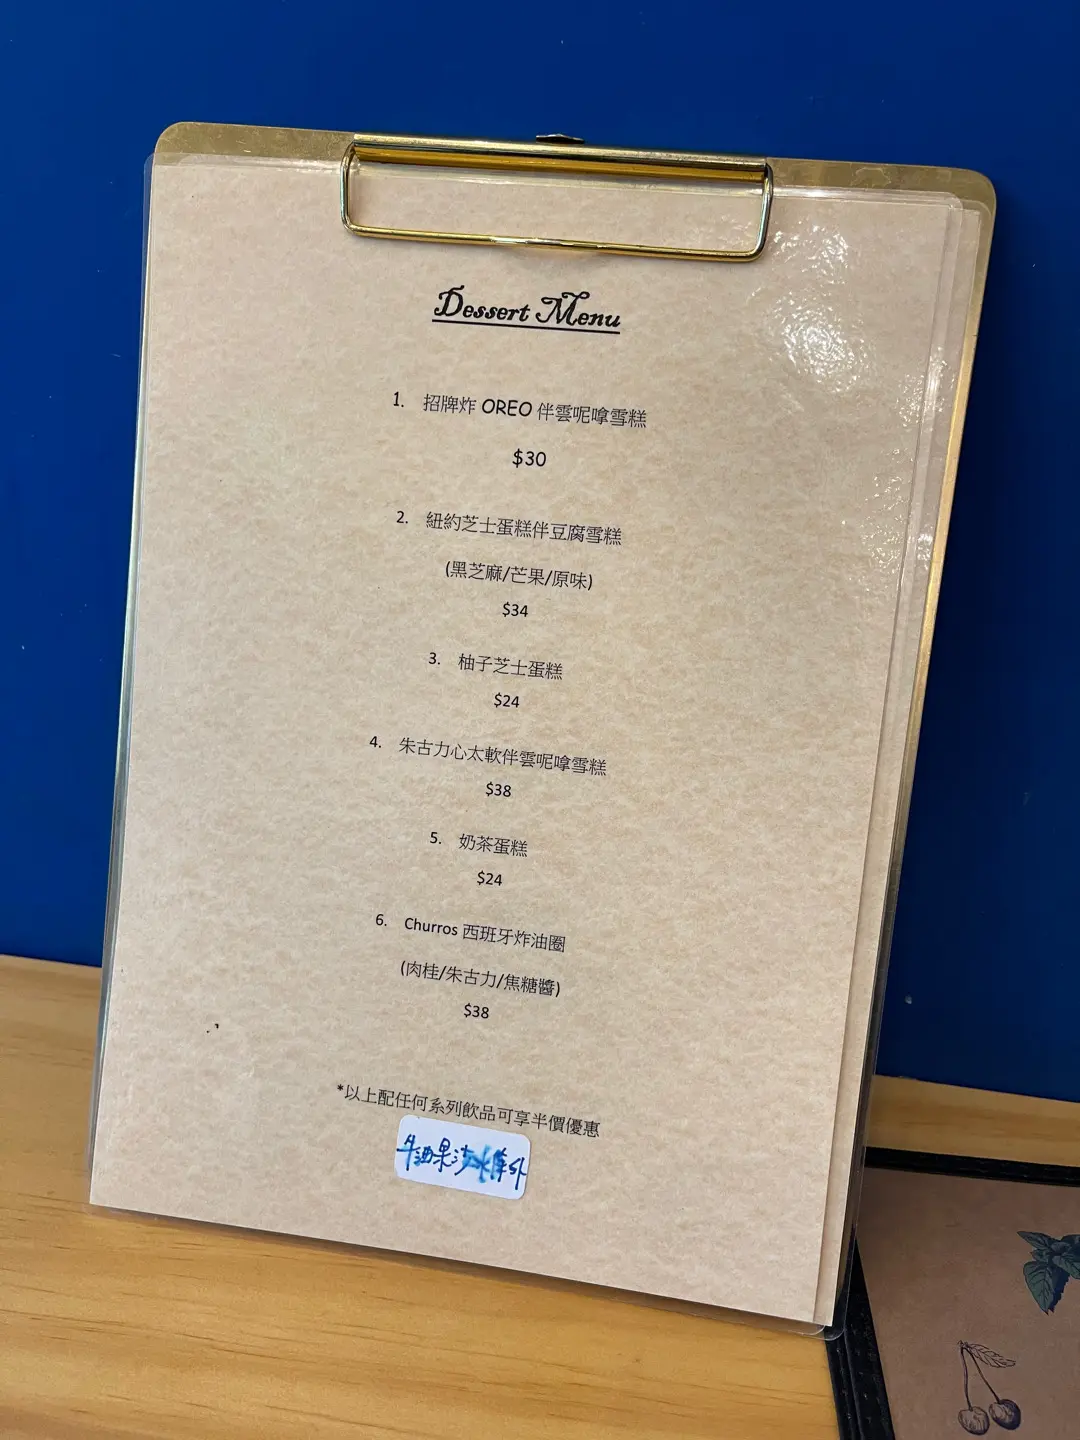 Dessert Menu
1. 招牌炸 OREO 伴雲呢嗱雪糕
$30
2. 紐約芝士蛋糕伴豆腐雪糕
(黑芝麻/芒果/原味)
$34
3. 柚子芝士蛋糕
$24
4. 朱古力心太軟伴雲呢嗱雪糕
$38
5. 奶茶蛋糕
$24
6. Churros 西班牙炸油圈
(肉桂/朱古力/焦糖醬)
$38
*以上配任何系列飲品可享半價優惠
牛油果沙冰除外